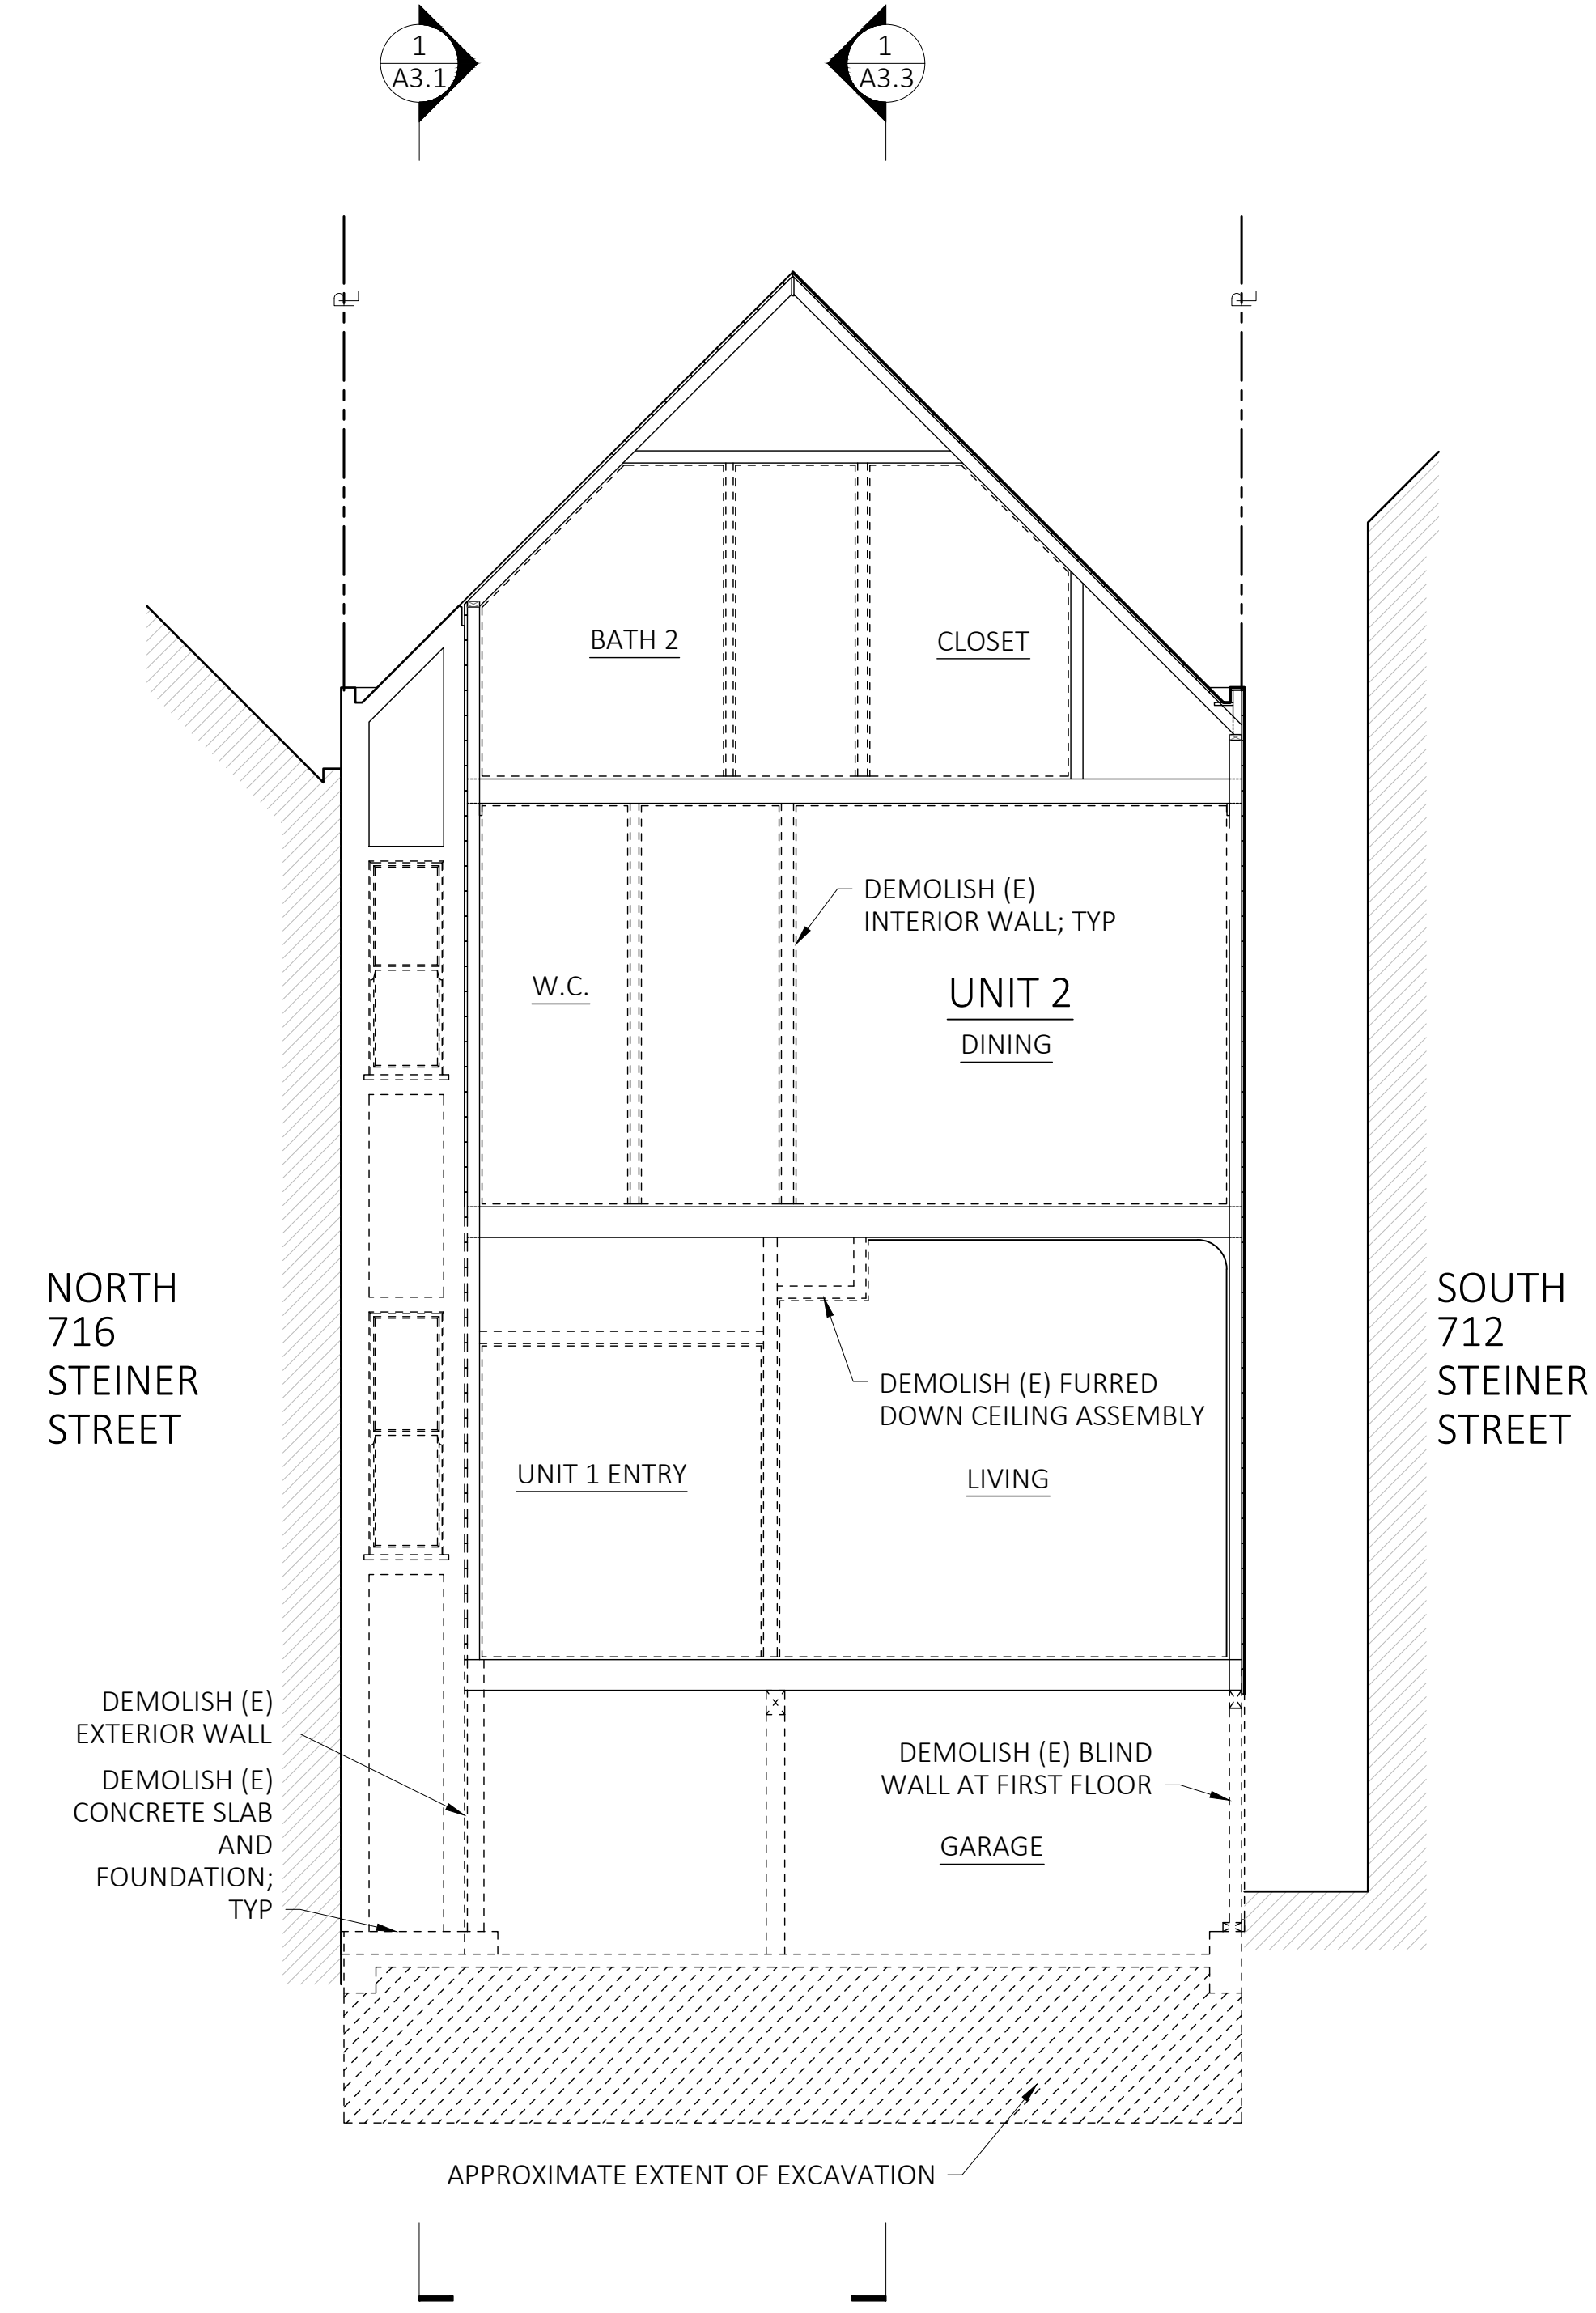 1
A3.1
1
A3.3
PL
PL
BATH 2
CLOSET
DEMOLISH (E)
INTERIOR WALL; TYP
W.C.
UNIT 2
DINING
NORTH
716
STEINER
STREET
SOUTH
712
STEINER
STREET
DEMOLISH (E) FURRED
DOWN CEILING ASSEMBLY
UNIT 1 ENTRY
LIVING
DEMOLISH (E)
EXTERIOR WALL
DEMOLISH (E)
CONCRETE SLAB
AND
FOUNDATION;
TYP
DEMOLISH (E) BLIND
WALL AT FIRST FLOOR
GARAGE
APPROXIMATE EXTENT OF EXCAVATION